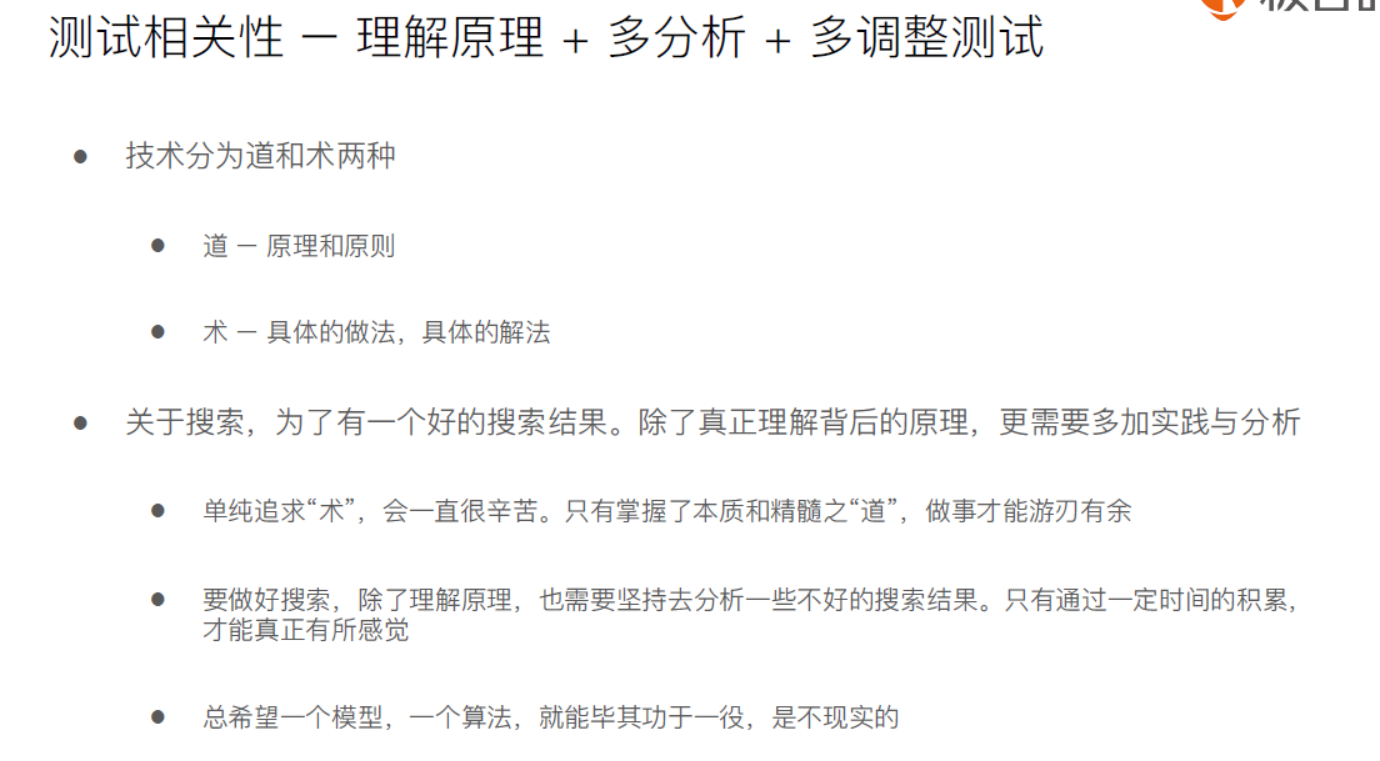 测试相关性 － 理解原理 + 多分析 + 多调整测试
技术分为道和术两种
道 － 原理和原则
术 － 具体的做法，具体的解法
关于搜索，为了有一个好的搜索结果。除了真正理解背后的原理，更需要多加实践与分析
单纯追求“术”，会一直很辛苦。只有掌握了本质和精髓之“道”，做事才能游刃有余
要做好搜索，除了理解原理，也需要坚持去分析一些不好的搜索结果。只有通过一定时间的积累，
才能真正有所感觉
总希望一个模型，一个算法，就能毕其功于一役，是不现实的